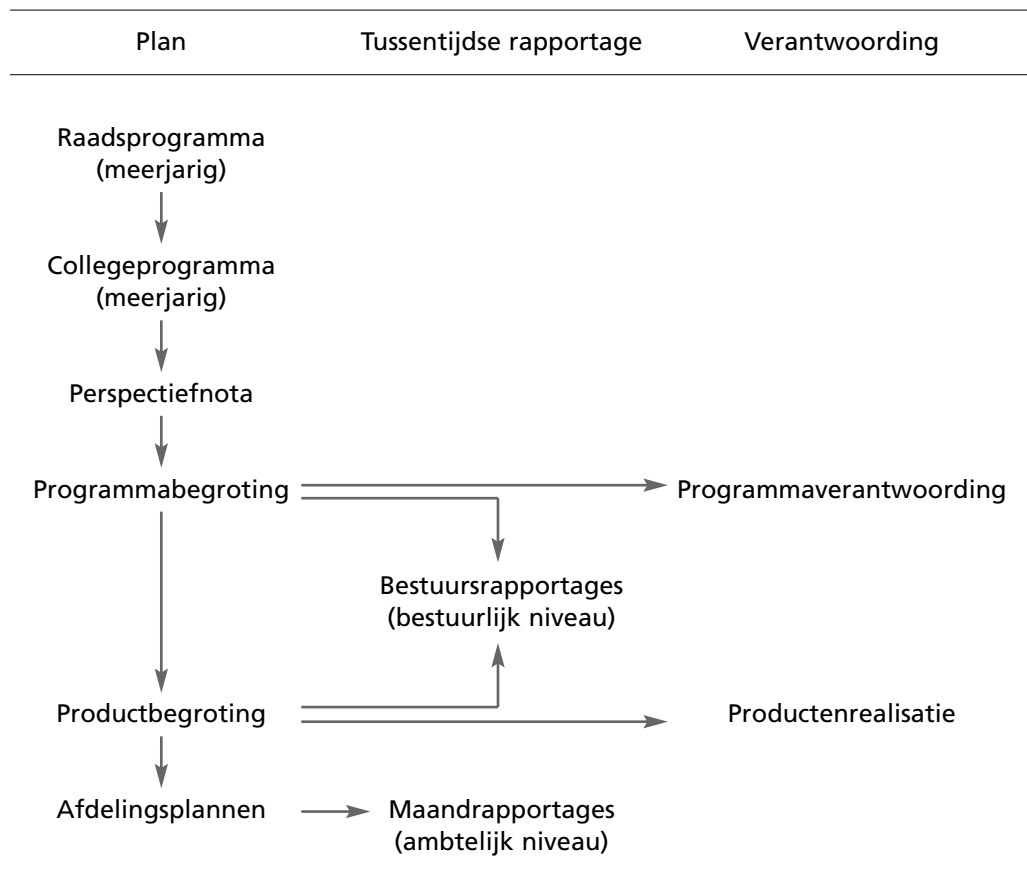 Plan Tussentijdse rapportage Verantwoording
Raadsprogramma
(meerjarig)
Collegeprogramma
(meerjarig)
Perspectiefnota
Programmabegroting Programmaverantwoording
Bestuursrapportages
(bestuurlijk niveau)
Productbegroting Productenrealisatie
Afdelingsplannen Maandrapportages
(ambtelijk niveau)